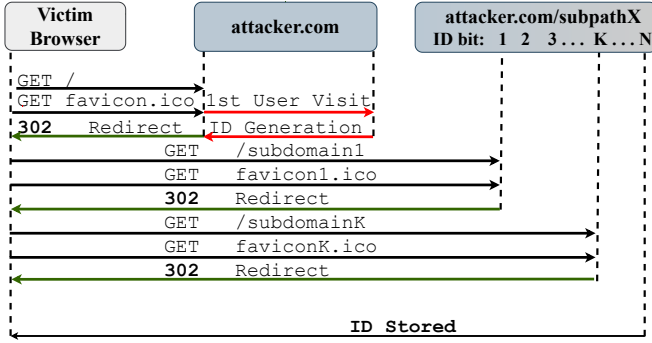 Victim
Browser
attacker.com
attacker.com/subpathX
ID bit: 1 2 3 . . . K . . . N
GET /
GET favicon.ico 1st User Visit
302 Redirect ID Generation
GET /subdomain1
GET favicon1.ico
302 Redirect
GET /subdomainK
GET faviconK.ico
302 Redirect
ID Stored